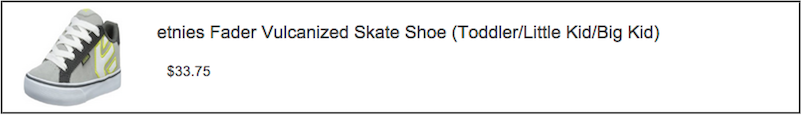 etnies Fader Vulcanized Skate Shoe (Toddler/Little Kid/Big Kid)
$33.75